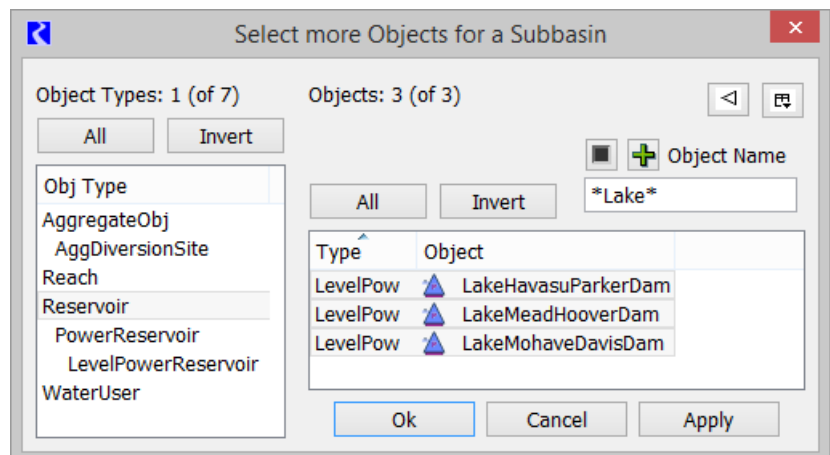 Select more Objects for a Subbasin
Object Types: 1 (of 7)
All Invert
Obj Type
AggregateObj
AggDiversionSite
Reach
Reservoir
PowerReservoir
LevelPowerReservoir
WaterUser
Objects: 3 (of 3)
Object Name
All Invert
*Lake*
Type Object
LevelPow LakeHavasuParkerDam
LevelPow LakeMeadHooverDam
LevelPow LakeMohaveDavisDam
Ok Cancel Apply